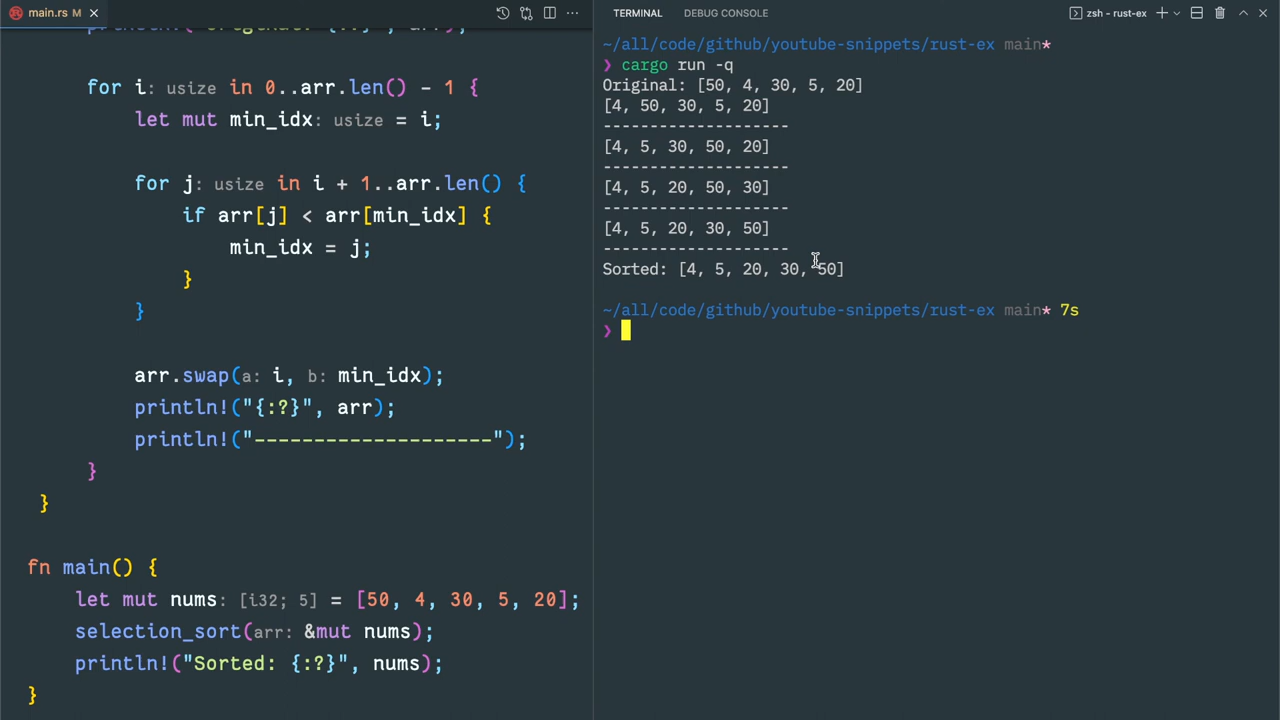 main.rs M
println!("Original: {:?}", arr);
for i: usize in 0..arr.len() - 1 {
let mut min_idx: usize = i;
for j: usize in i + 1..arr.len() {
if arr[j] < arr[min_idx] {
min_idx = j;
}
}
arr.swap(a: i, b: min_idx);
println!("{:?}", arr);
println!("--------------------");
}
}
fn main() {
let mut nums: [i32; 5] = [50, 4, 30, 5, 20];
selection_sort(arr: &mut nums);
println!("Sorted: {:?}", nums);
}
TERMINAL DEBUG CONSOLE zsh - rust-ex
~/all/code/github/youtube-snippets/rust-ex main*
❯ cargo run -q
Original: [50, 4, 30, 5, 20]
[4, 50, 30, 5, 20]
--------------------
[4, 5, 30, 50, 20]
--------------------
[4, 5, 20, 50, 30]
--------------------
[4, 5, 20, 30, 50]
--------------------
Sorted: [4, 5, 20, 30, 50]
~/all/code/github/youtube-snippets/rust-ex main* 7s
❯